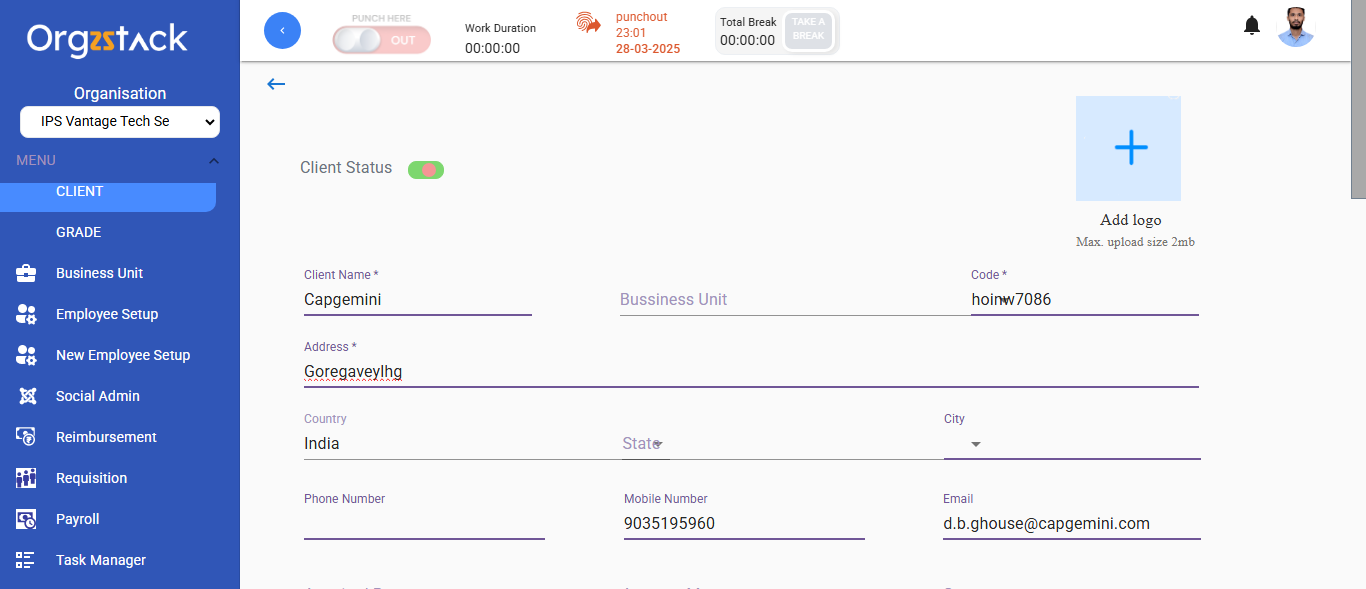 Orgzstack
Organisation
IPS Vantage Tech Se
MENU
CLIENT
GRADE
Business Unit
Employee Setup
New Employee Setup
Social Admin
Reimbursement
Requisition
Payroll
Task Manager
PUNCH HERE
OUT
Work Duration
00:00:00
punchout
23:01
28-03-2025
Total Break
00:00:00
TAKE A
BREAK
Client Status
Add logo
Max. upload size 2mb
Client Name *
Capgemini
Bussiness Unit
Code *
hoinw7086
Address *
Goregaveylhg
Country
India
State
City
Phone Number
Mobile Number
9035195960
Email
d.b.ghouse@capgemini.com